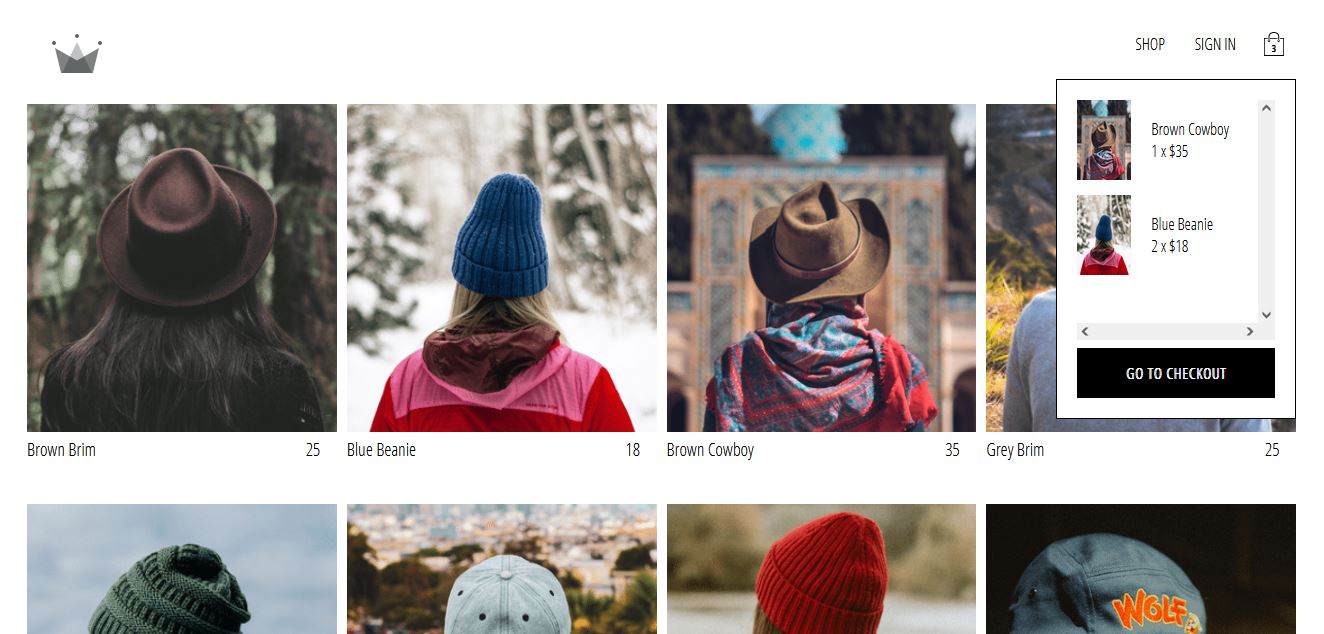 SHOP
SIGN IN
3
Brown Cowboy
1 x $35
Blue Beanie
2 x $18
GO TO CHECKOUT
Brown Brim
25
Blue Beanie
18
Brown Cowboy
35
Grey Brim
25
WOLF